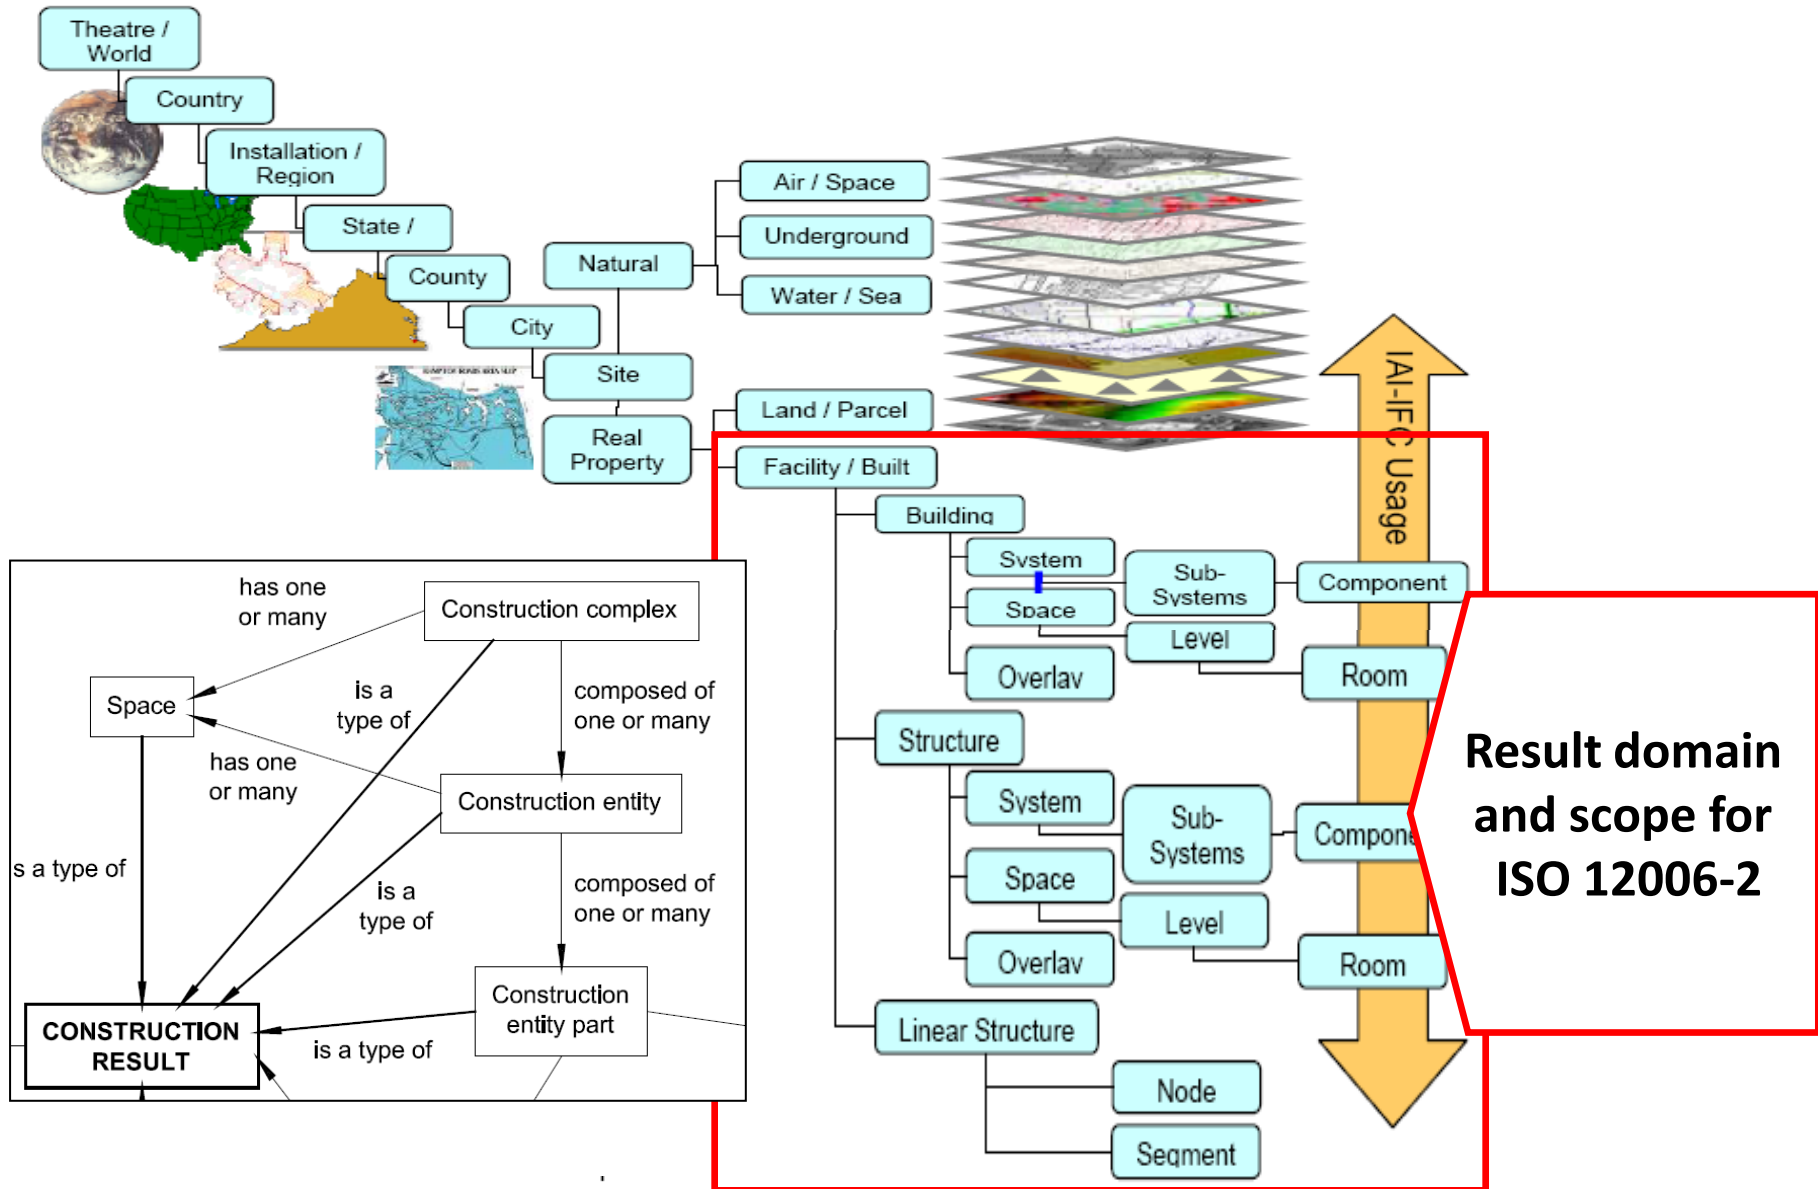 Theatre /
World
Country
Installation /
Region
State /
County
City
Site
Natural
Air / Space
Underground
Water / Sea
Real
Property
Land / Parcel
Facility / Built
Building
System
Sub-
Systems
Component
Space
Level
Room
Overlay
Structure
System
Sub-
Systems
Compone
Space
Level
Room
Overlay
Linear Structure
Node
Segment
IAI-IFC Usage
Result domain
and scope for
ISO 12006-2
has one
or many
Construction complex
Space
is a
type of
composed of
one or many
has one
or many
Construction entity
s a type of
is a
type of
composed of
one or many
Construction
entity part
CONSTRUCTION
RESULT
is a type of